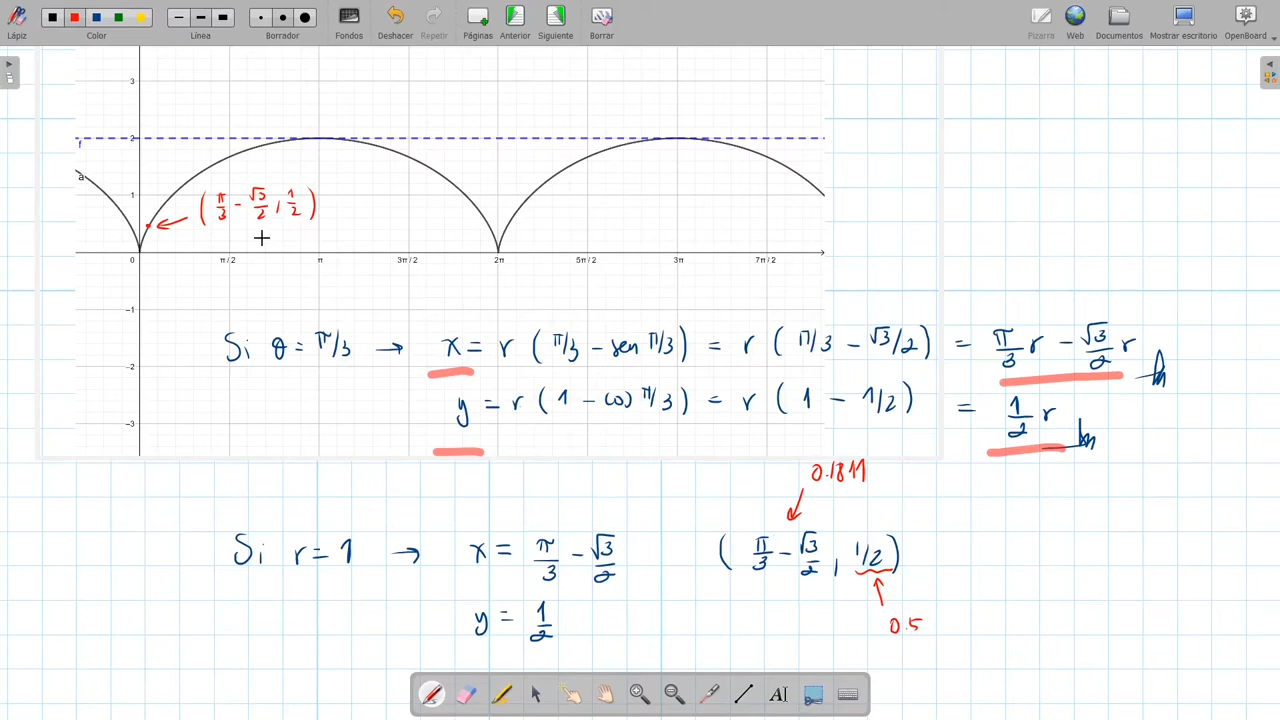 Lápiz Color Línea Borrador Fondos Deshacer Repetir Páginas Anterior Siguiente Borrar Pizarra Web Documentos Mostrar escritorio OpenBoard
3
f
2
a
1
(π/3 - √3/2, 1/2)
0 π/2 π 3π/2 2π 5π/2 3π 7π/2
-1
Si θ = π/3 → x = r (π/3 - sen π/3) = r (π/3 - √3/2) = π/3 r - √3/2 r
-2
y = r (1 - cos π/3) = r (1 - 1/2) = 1/2 r
-3
0.1811
Si r = 1 → x = π/3 - √3/2 (π/3 - √3/2, 1/2)
y = 1/2
0.5